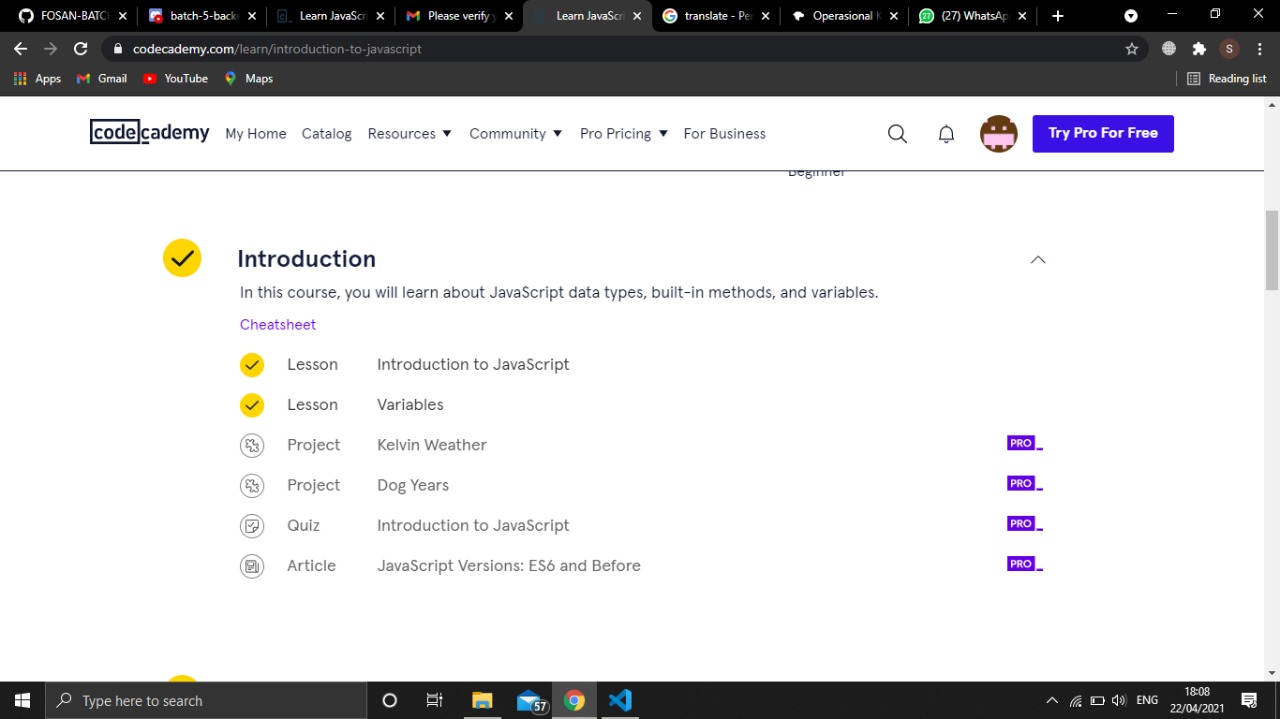 FOSAN-BATCH
batch-5-back
Learn JavaScr
Please verify y
Learn JavaScr
translate - Pe
Operasional K
(27) WhatsAp
codecademy.com/learn/introduction-to-javascript
S
Apps
Gmail
YouTube
Maps
Reading list
codecademy
My Home
Catalog
Resources
Community
Pro Pricing
For Business
Try Pro For Free
Beginner
Introduction
In this course, you will learn about JavaScript data types, built-in methods, and variables.
Cheatsheet
Lesson Introduction to JavaScript
Lesson Variables
Project Kelvin Weather PRO
Project Dog Years PRO
Quiz Introduction to JavaScript PRO
Article JavaScript Versions: ES6 and Before PRO
Type here to search
57
ENG
18:08
22/04/2021